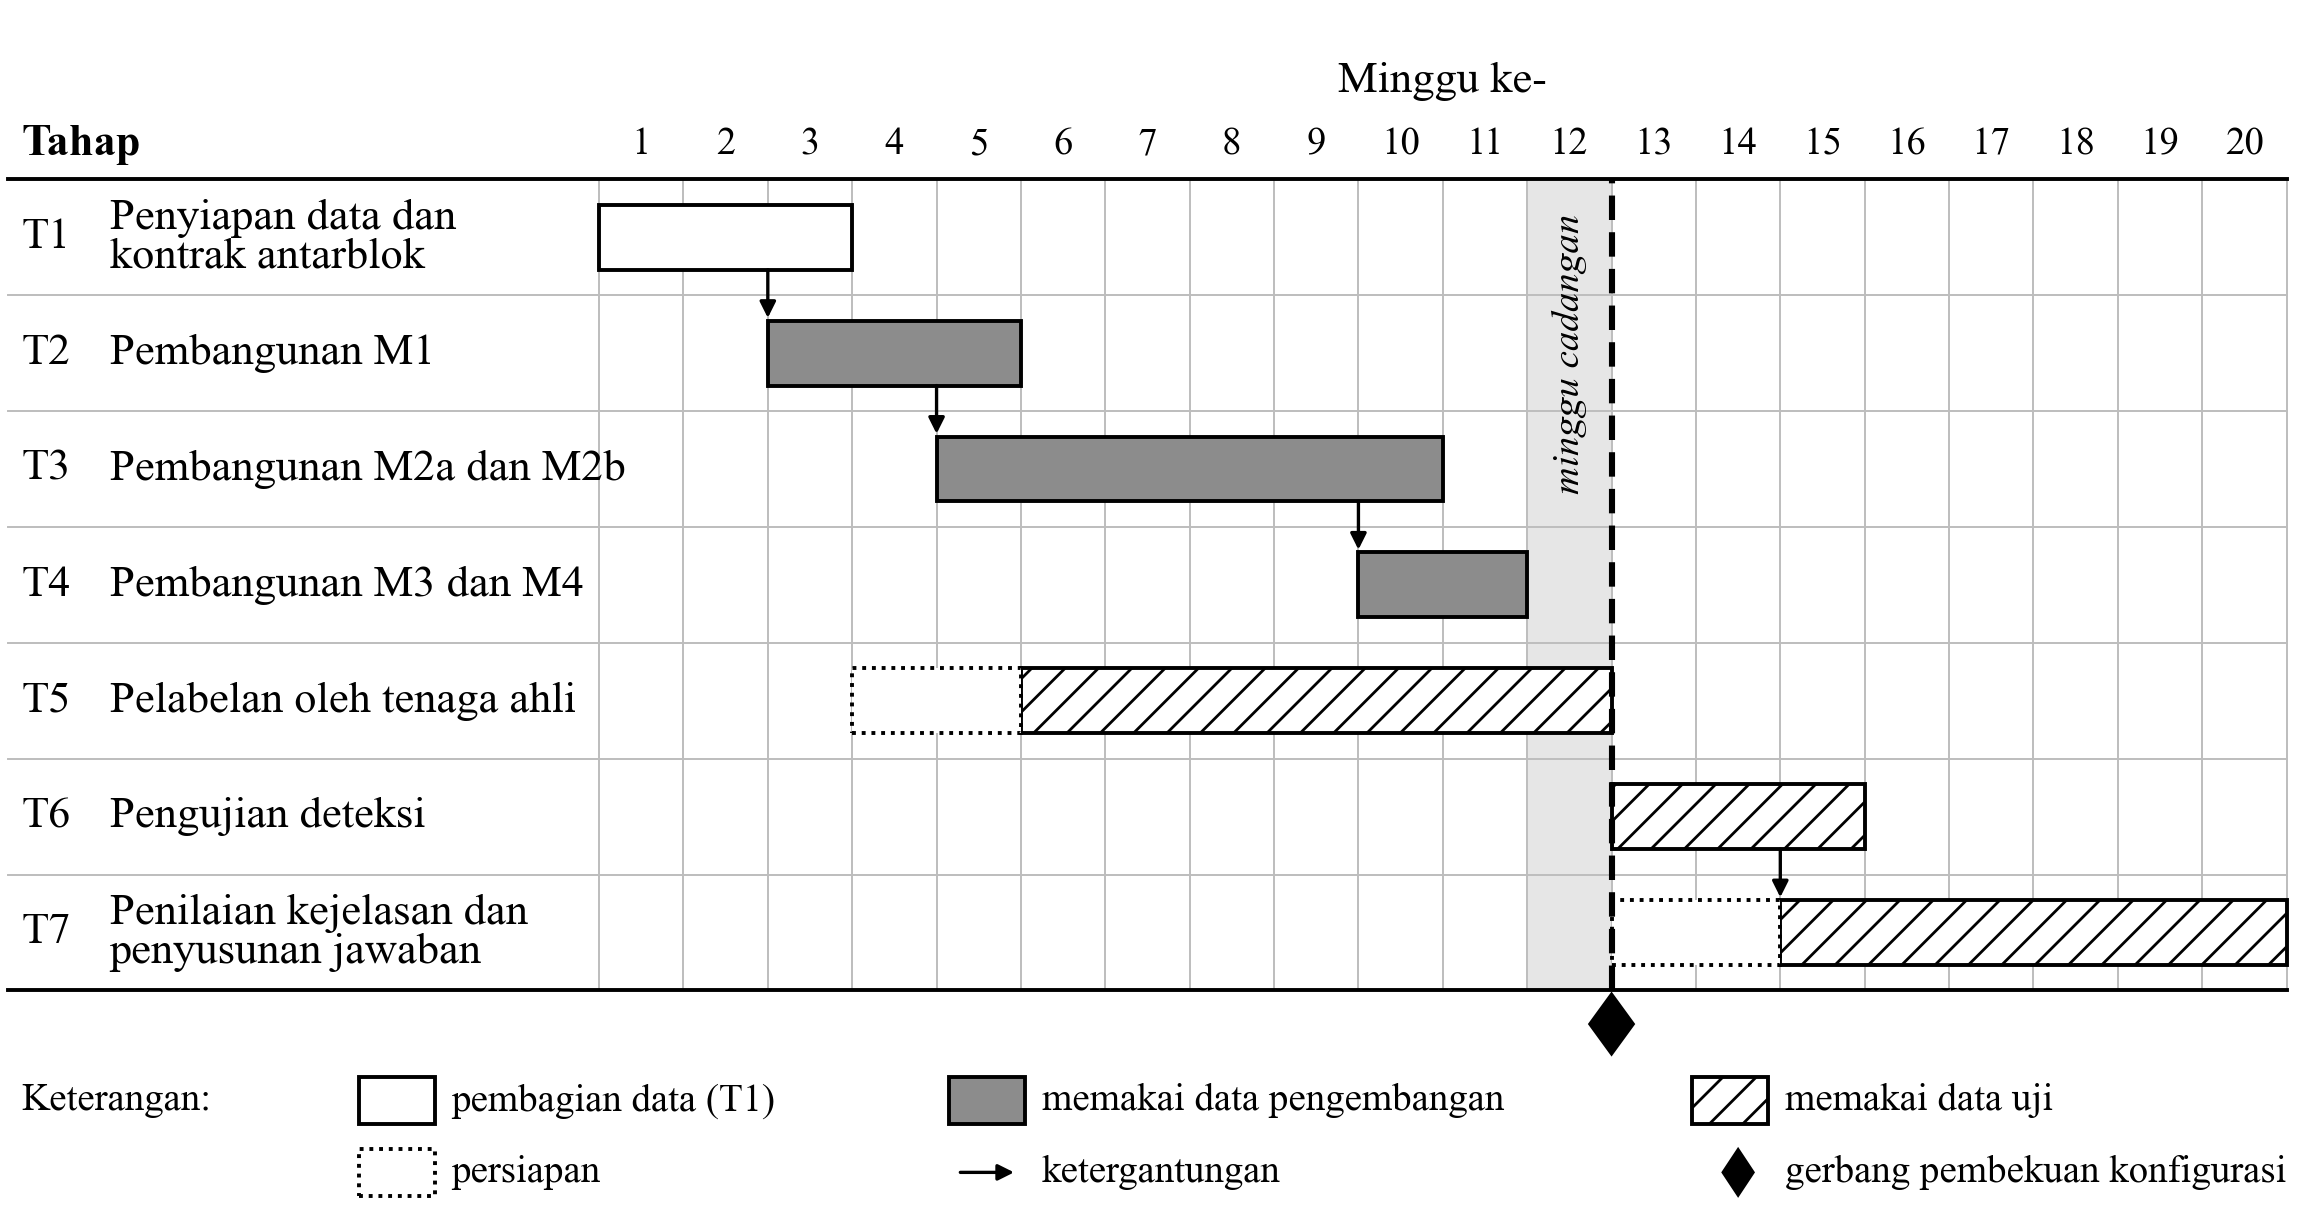 Minggu ke-
Tahap 1 2 3 4 5 6 7 8 9 10 11 12 13 14 15 16 17 18 19 20
T1 Penyiapan data dan
kontrak antarblok
minggu cadangan
T2 Pembangunan M1
T3 Pembangunan M2a dan M2b
T4 Pembangunan M3 dan M4
T5 Pelabelan oleh tenaga ahli
T6 Pengujian deteksi
T7 Penilaian kejelasan dan
penyusunan jawaban
Keterangan: pembagian data (T1) memakai data pengembangan memakai data uji
persiapan ketergantungan gerbang pembekuan konfigurasi